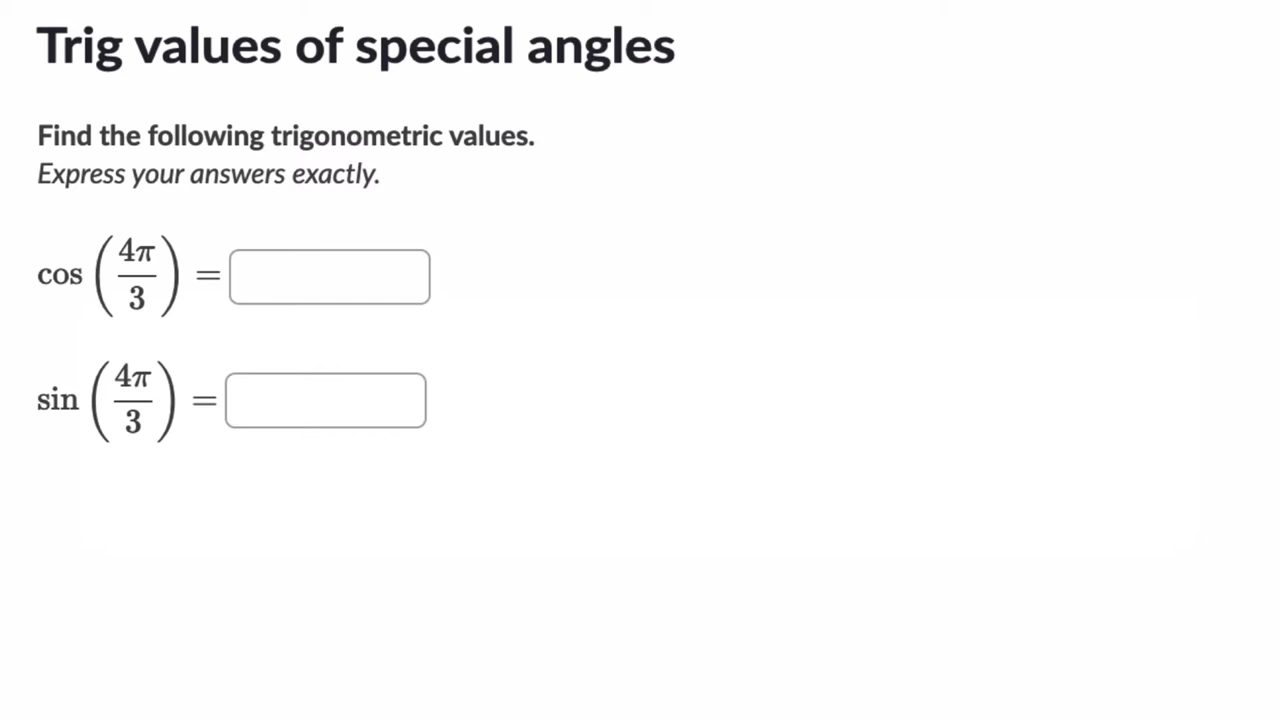 Trig values of special angles
Find the following trigonometric values.
Express your answers exactly.
cos (4π/3) =
sin (4π/3) =